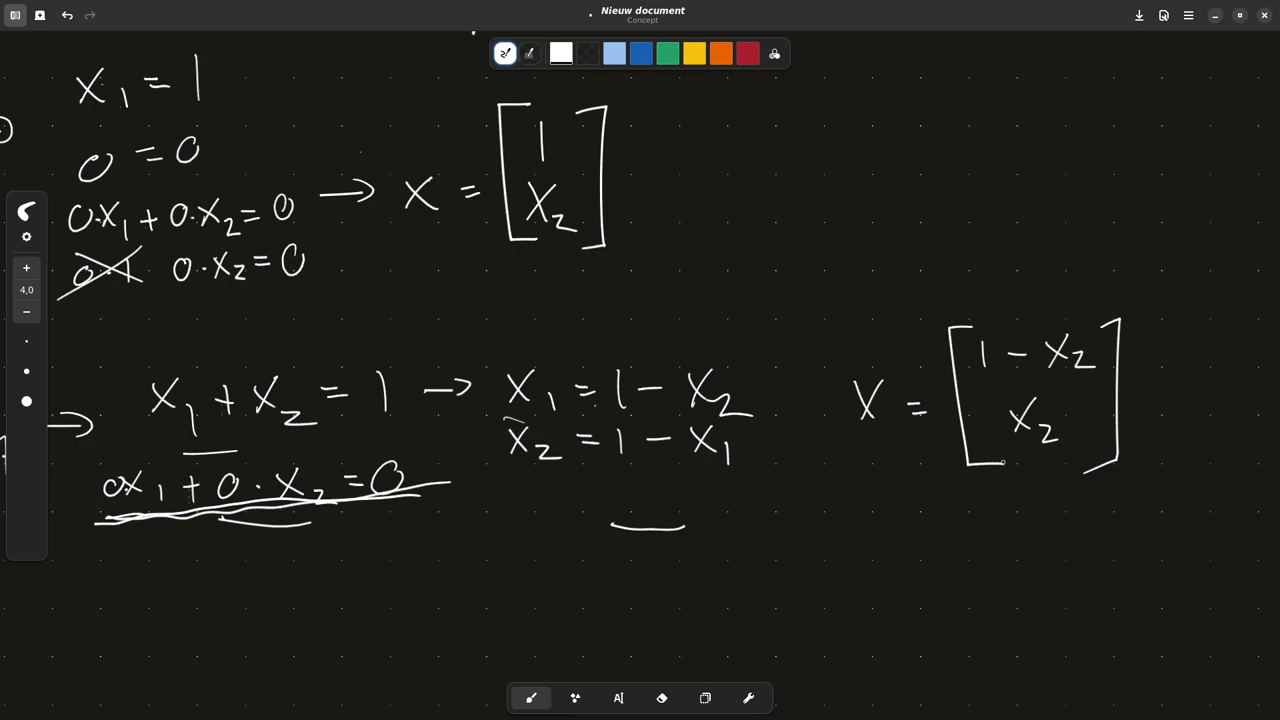 Nieuw document
Concept
x₁ = 1
0 = 0
0·x₁ + 0·x₂ = 0
0·1 0·x₂ = 0
→ x = [1
x₂]
4,0
→ x₁ + x₂ = 1 → x₁ = 1 - x₂
x₂ = 1 - x₁
0x₁ + 0·x₂ = 0
x = [1 - x₂
x₂]